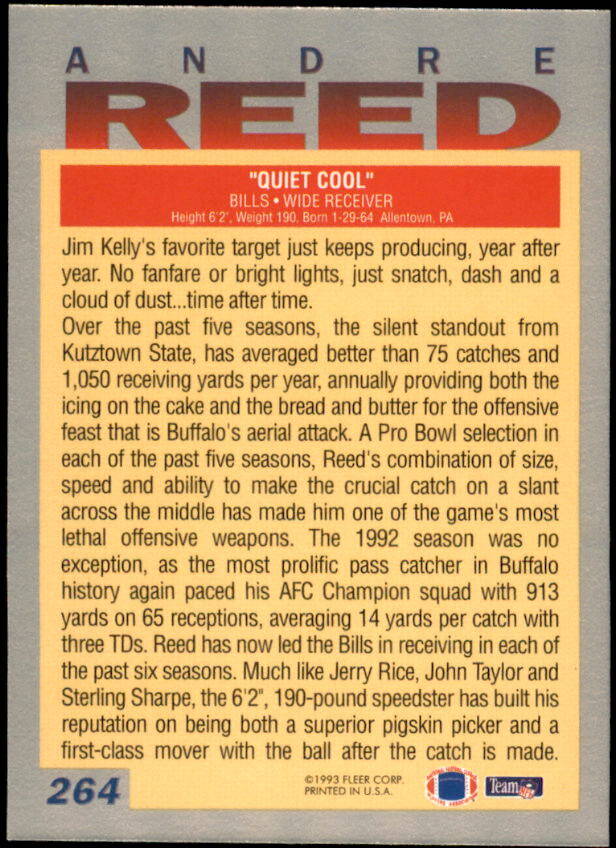 ANDRE
REED
"QUIET COOL"
BILLS • WIDE RECEIVER
Height 6'2", Weight 190, Born 1-29-64 Allentown, PA
Jim Kelly's favorite target just keeps producing, year after
year. No fanfare or bright lights, just snatch, dash and a
cloud of dust...time after time.
Over the past five seasons, the silent standout from
Kutztown State, has averaged better than 75 catches and
1,050 receiving yards per year, annually providing both the
icing on the cake and the bread and butter for the offensive
feast that is Buffalo's aerial attack. A Pro Bowl selection in
each of the past five seasons, Reed's combination of size,
speed and ability to make the crucial catch on a slant
across the middle has made him one of the game's most
lethal offensive weapons. The 1992 season was no
exception, as the most prolific pass catcher in Buffalo
history again paced his AFC Champion squad with 913
yards on 65 receptions, averaging 14 yards per catch with
three TDs. Reed has now led the Bills in receiving in each of
the past six seasons. Much like Jerry Rice, John Taylor and
Sterling Sharpe, the 6'2", 190-pound speedster has built his
reputation on being both a superior pigskin picker and a
first-class mover with the ball after the catch is made.
264
©1993 FLEER CORP.
PRINTED IN U.S.A.
Team NFL